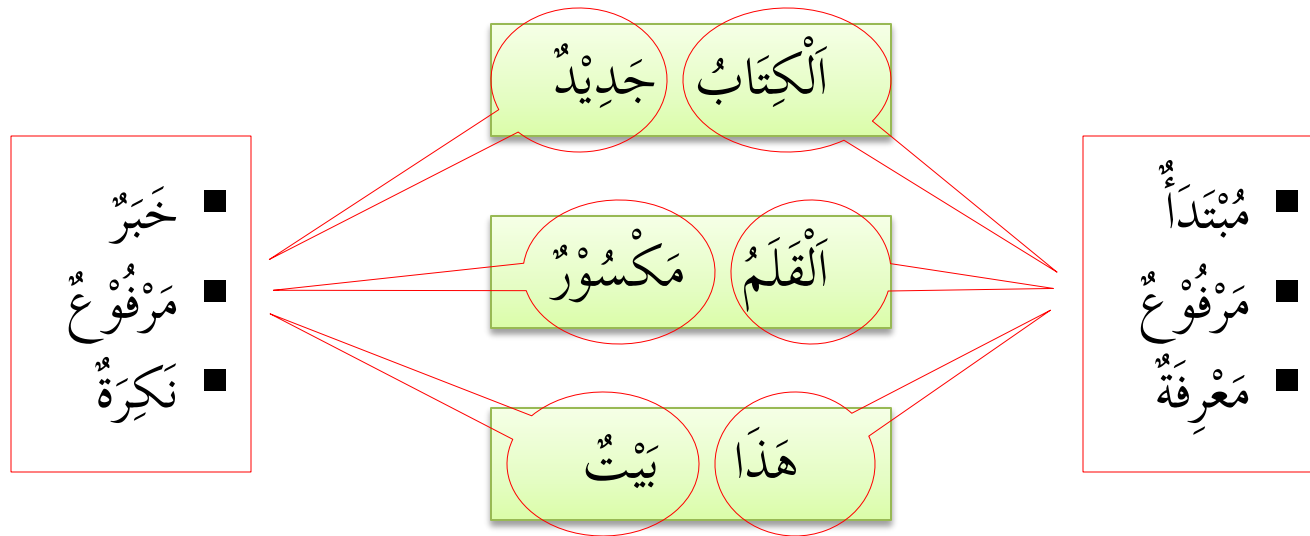 اَلْكِتَابُ جَدِيْدٌ
■ مُبْتَدَأٌ
■ مَرْفُوْعٌ
■ مَعْرِفَةٌ
اَلْقَلَمُ مَكْسُوْرٌ
■ خَبَرٌ
■ مَرْفُوْعٌ
■ نَكِرَةٌ
هَذَا بَيْتٌ